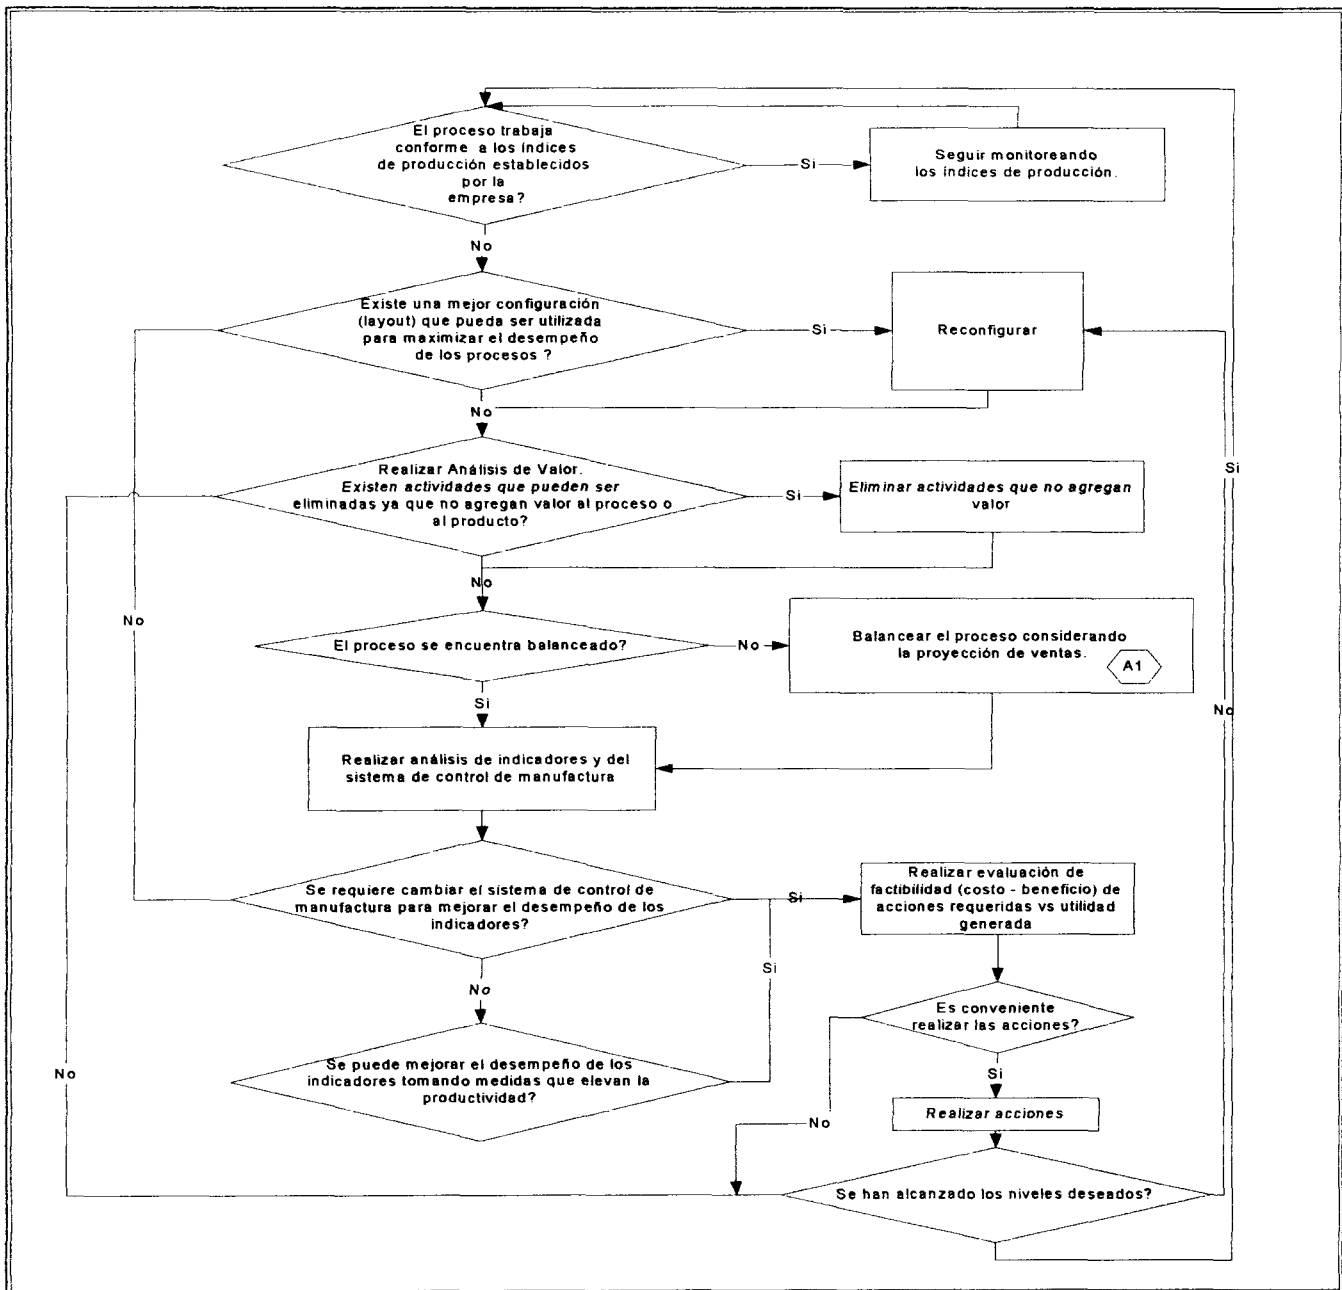 El proceso trabaja
conforme a los índices
de producción establecidos
por la
empresa?
Si
Seguir monitoreando
los índices de producción.
No
Existe una mejor configuración
(layout) que pueda ser utilizada
para maximizar el desempeño
de los procesos ?
Si
Reconfigurar
No
Realizar Análisis de Valor.
Existen actividades que pueden ser
eliminadas ya que no agregan valor al proceso o
al producto?
Si
Eliminar actividades que no agregan
valor
Si
No
No
El proceso se encuentra balanceado?
No
Balancear el proceso considerando
la proyección de ventas.
A1
No
Si
Realizar análisis de indicadores y del
sistema de control de manufactura
Se requiere cambiar el sistema de control de
manufactura para mejorar el desempeño de los
indicadores?
Si
Realizar evaluación de
factibilidad (costo - beneficio) de
acciones requeridas vs utilidad
generada
Si
No
Es conveniente
realizar las acciones?
Se puede mejorar el desempeño de los
indicadores tomando medidas que elevan la
productividad?
No
Si
Realizar acciones
No
Se han alcanzado los niveles deseados?